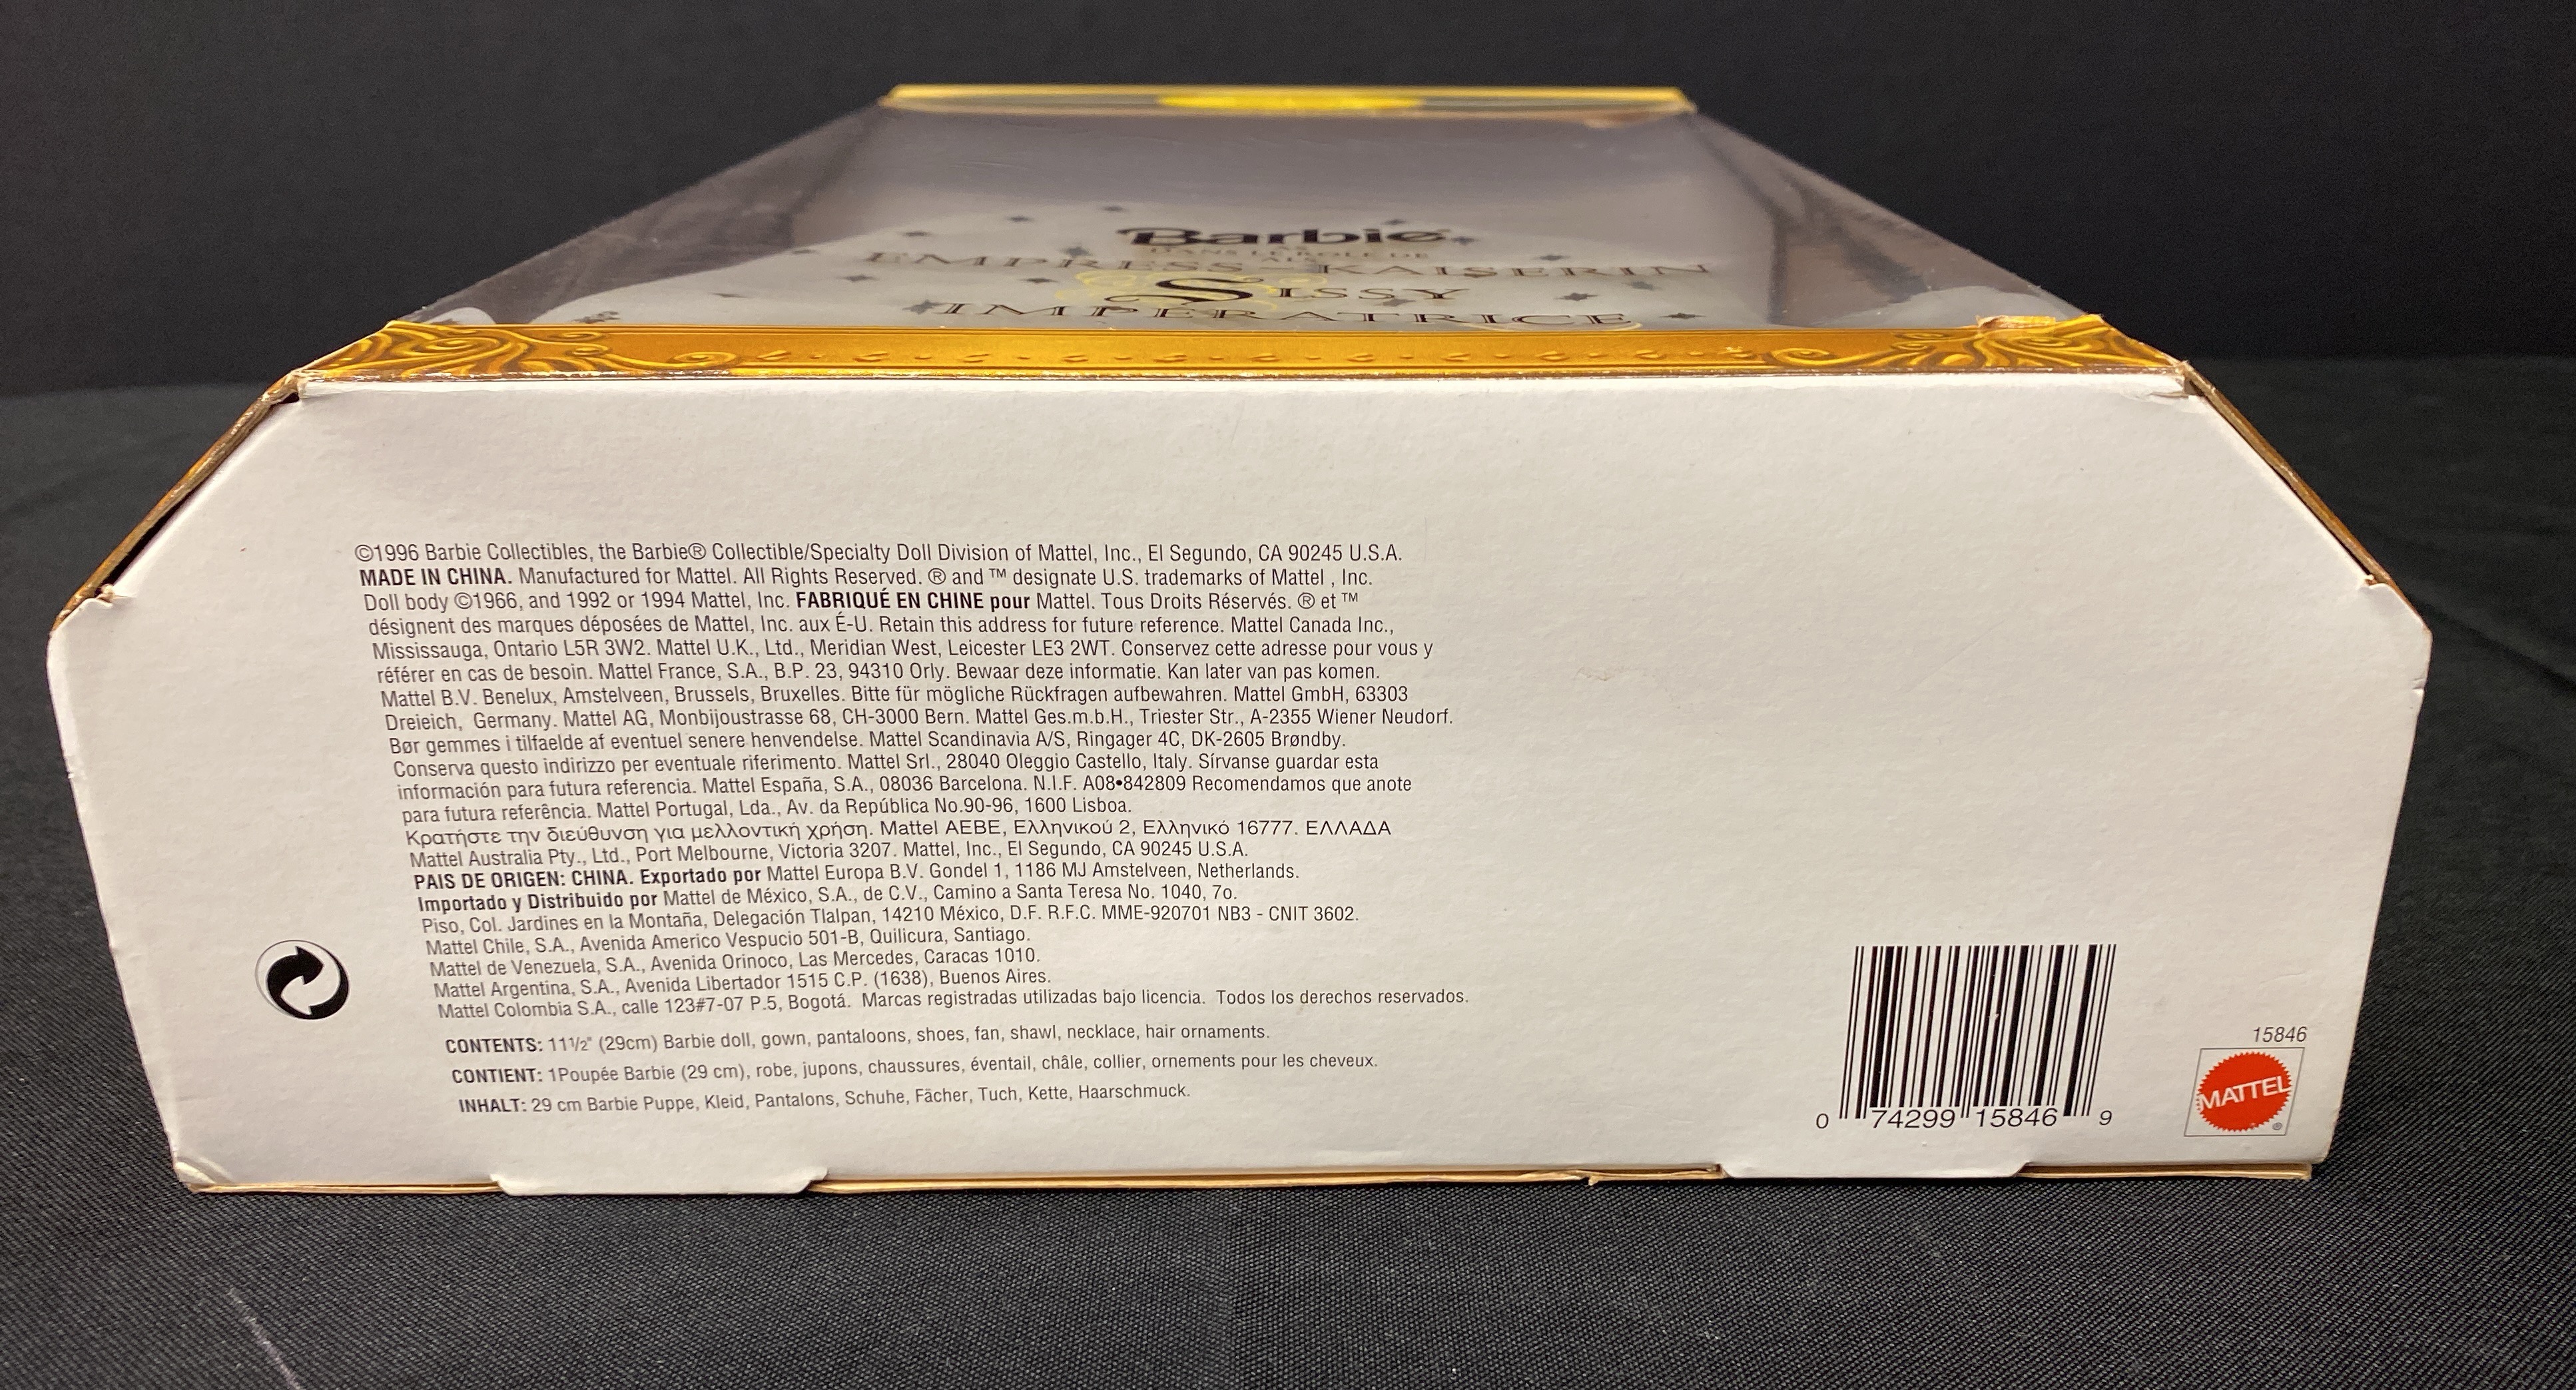 Barbie
AS
DANS LE ROLE DE
ALS
EMPRESS KAISERIN
SISSY
IMPERATRICE
©1996 Barbie Collectibles, the Barbie® Collectible/Specialty Doll Division of Mattel, Inc., El Segundo, CA 90245 U.S.A.
MADE IN CHINA. Manufactured for Mattel. All Rights Reserved. ® and ™ designate U.S. trademarks of Mattel , Inc.
Doll body ©1966, and 1992 or 1994 Mattel, Inc. FABRIQUÉ EN CHINE pour Mattel. Tous Droits Réservés. ® et ™
désignent des marques déposées de Mattel, Inc. aux É-U. Retain this address for future reference. Mattel Canada Inc.,
Mississauga, Ontario L5R 3W2. Mattel U.K., Ltd., Meridian West, Leicester LE3 2WT. Conservez cette adresse pour vous y
référer en cas de besoin. Mattel France, S.A., B.P. 23, 94310 Orly. Bewaar deze informatie. Kan later van pas komen.
Mattel B.V. Benelux, Amstelveen, Brussels, Bruxelles. Bitte für mögliche Rückfragen aufbewahren. Mattel GmbH, 63303
Dreieich, Germany. Mattel AG, Monbijoustrasse 68, CH-3000 Bern. Mattel Ges.m.b.H., Triester Str., A-2355 Wiener Neudorf.
Bør gemmes i tilfaelde af eventuel senere henvendelse. Mattel Scandinavia A/S, Ringager 4C, DK-2605 Brøndby.
Conserva questo indirizzo per eventuale riferimento. Mattel Srl., 28040 Oleggio Castello, Italy. Sírvanse guardar esta
información para futura referencia. Mattel España, S.A., 08036 Barcelona. N.I.F. A08•842809 Recomendamos que anote
para futura referência. Mattel Portugal, Lda., Av. da República No.90-96, 1600 Lisboa.
Κρατήστε την διεύθυνση για μελλοντική χρήση. Mattel AEBE, Ελληνικού 2, Ελληνικό 16777. ΕΛΛΑΔΑ
Mattel Australia Pty., Ltd., Port Melbourne, Victoria 3207. Mattel, Inc., El Segundo, CA 90245 U.S.A.
PAIS DE ORIGEN: CHINA. Exportado por Mattel Europa B.V. Gondel 1, 1186 MJ Amstelveen, Netherlands.
Importado y Distribuido por Mattel de México, S.A., de C.V., Camino a Santa Teresa No. 1040, 7o.
Piso, Col. Jardines en la Montaña, Delegación Tlalpan, 14210 México, D.F. R.F.C. MME-920701 NB3 - CNIT 3602.
Mattel Chile, S.A., Avenida Americo Vespucio 501-B, Quilicura, Santiago.
Mattel de Venezuela, S.A., Avenida Orinoco, Las Mercedes, Caracas 1010.
Mattel Argentina, S.A., Avenida Libertador 1515 C.P. (1638), Buenos Aires.
Mattel Colombia S.A., calle 123#7-07 P.5, Bogotá. Marcas registradas utilizadas bajo licencia. Todos los derechos reservados.
CONTENTS: 11½" (29cm) Barbie doll, gown, pantaloons, shoes, fan, shawl, necklace, hair ornaments.
CONTIENT: 1Poupée Barbie (29 cm), robe, jupons, chaussures, éventail, châle, collier, ornements pour les cheveux.
INHALT: 29 cm Barbie Puppe, Kleid, Pantalons, Schuhe, Fächer, Tuch, Kette, Haarschmuck.
0 74299 15846 9
15846
MATTEL®